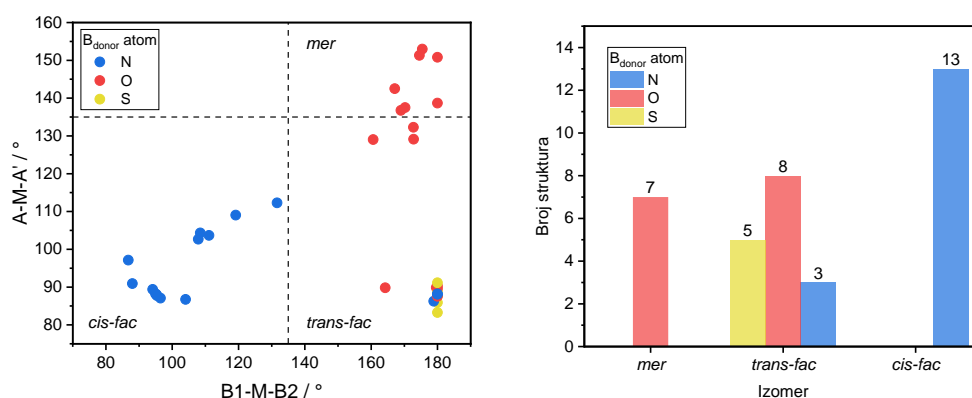 160
150
140
130
120
110
100
90
80
A-M-A' / °
B_donor atom
N
O
S
mer
cis-fac
trans-fac
80
100
120
140
160
180
B1-M-B2 / °
14
12
10
8
6
4
2
0
Broj struktura
B_donor atom
N
O
S
7
5
8
3
13
mer
trans-fac
cis-fac
Izomer